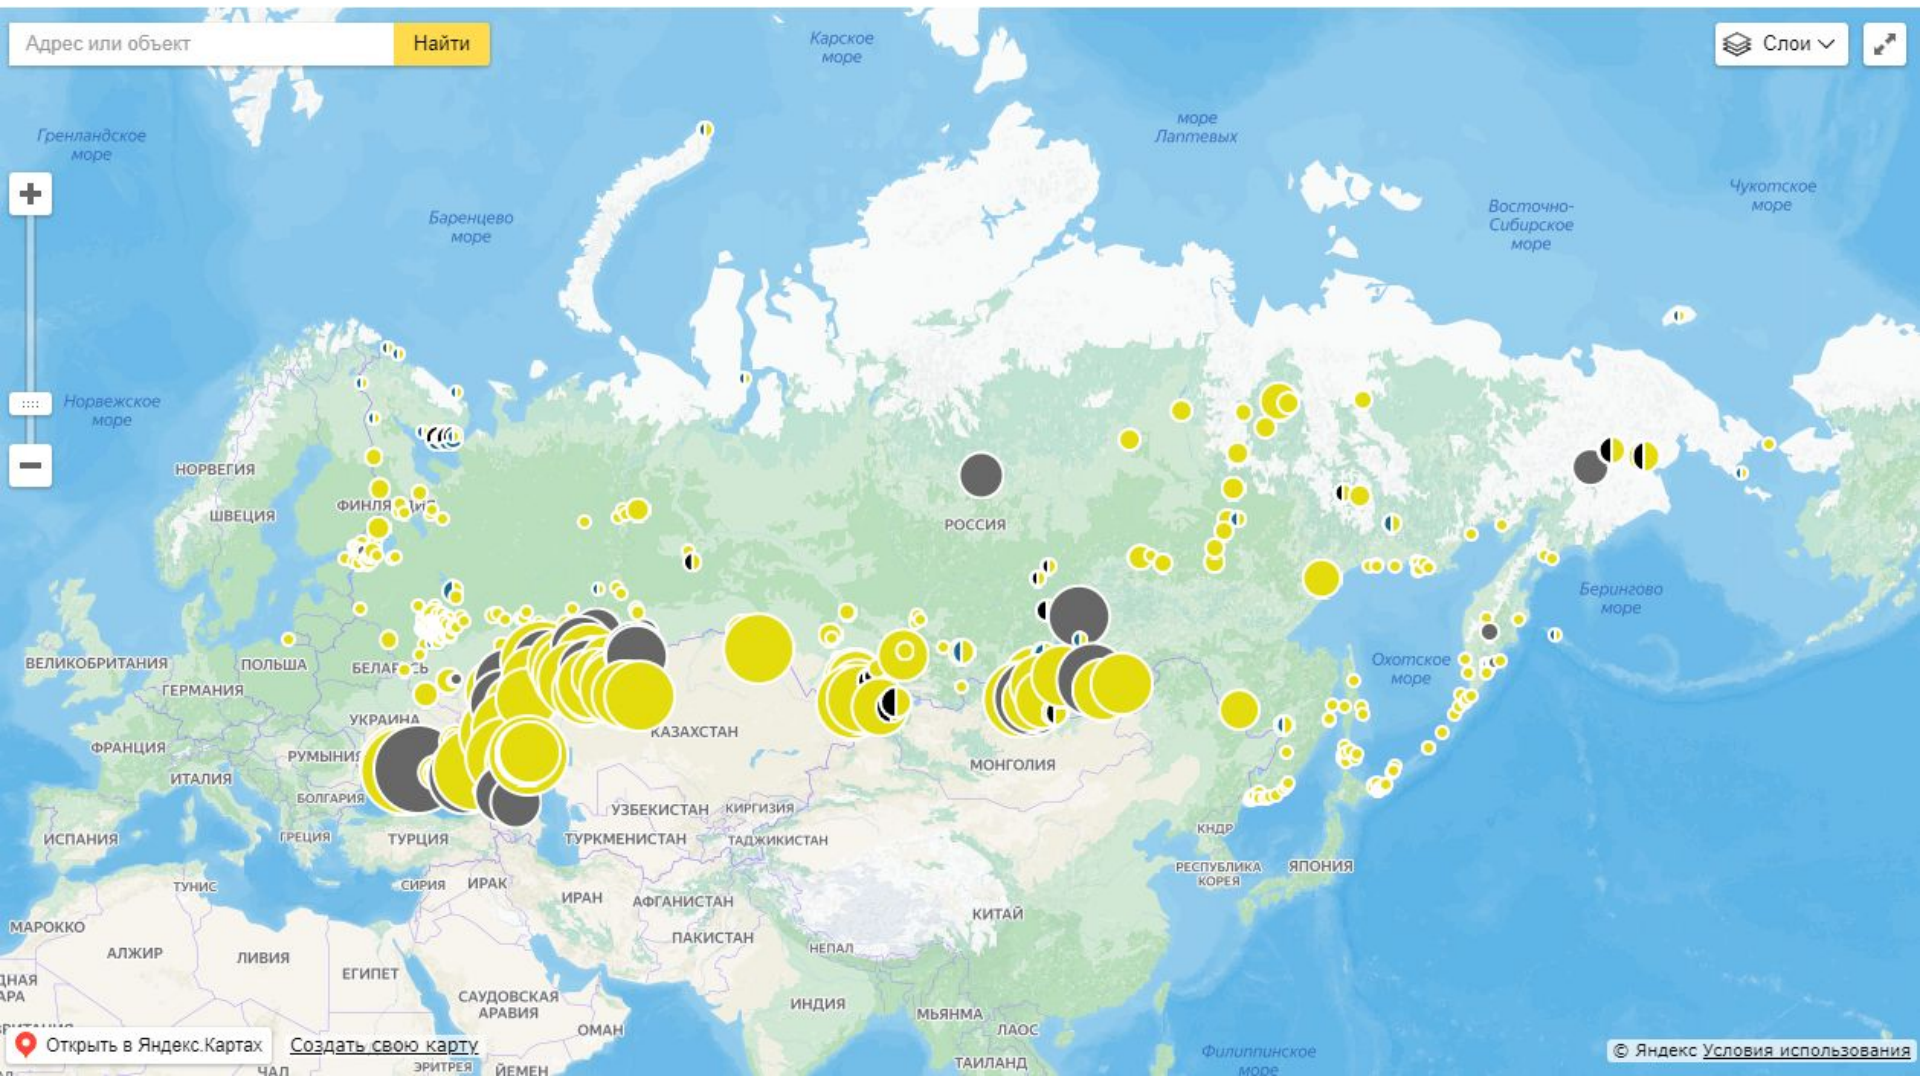 Адрес или объект
Найти
Слои
Карское
море
Гренландское
море
море
Лаптевых
Чукотское
море
Баренцево
море
Восточно-
Сибирское
море
Норвежское
море
НОРВЕГИЯ
ШВЕЦИЯ
РОССИЯ
Берингово
море
ВЕЛИКОБРИТАНИЯ
ПОЛЬША
Охотское
море
ГЕРМАНИЯ
УКРАИНА
КАЗАХСТАН
ФРАНЦИЯ
РУМЫНИЯ
МОНГОЛИЯ
ИТАЛИЯ
БОЛГАРИЯ
УЗБЕКИСТАН
КИРГИЗИЯ
КНДР
ИСПАНИЯ
ГРЕЦИЯ
ТУРЦИЯ
ТУРКМЕНИСТАН
ТАДЖИКИСТАН
РЕСПУБЛИКА
КОРЕЯ
ЯПОНИЯ
ТУНИС
СИРИЯ
ИРАК
ИРАН
АФГАНИСТАН
КИТАЙ
МАРОККО
ПАКИСТАН
НЕПАЛ
АЛЖИР
ЛИВИЯ
ЕГИПЕТ
САУДОВСКАЯ
АРАВИЯ
ИНДИЯ
МЬЯНМА
ЛАОС
ОМАН
Открыть в Яндекс.Картах
Создать свою карту
Филиппинское
море
© Яндекс Условия использования
ТАИЛАНД
ЧАД
ЭРИТРЕЯ
ЙЕМЕН